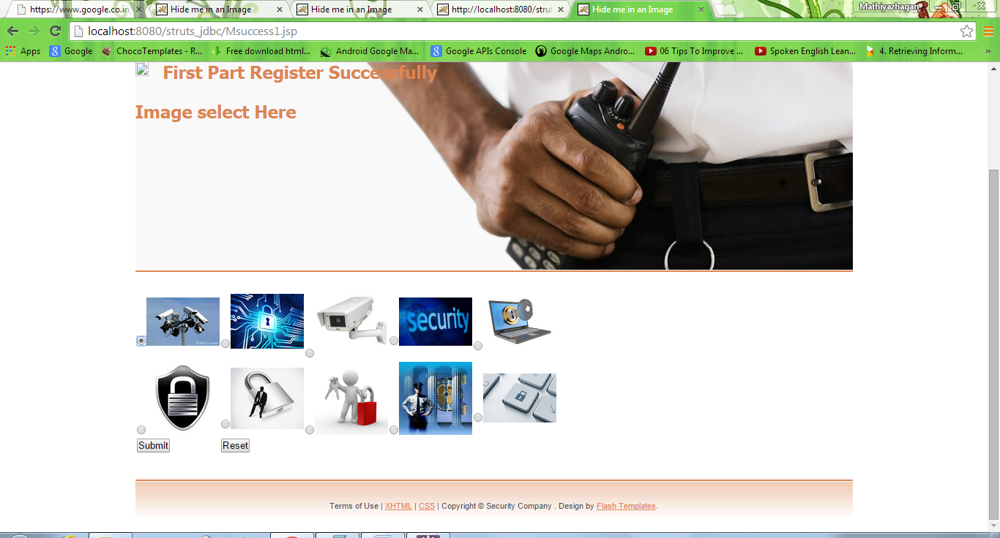 https://www.google.co.in
Hide me in an Image
Hide me in an Image
http://localhost:8080/strut
Hide me in an Image
Mathiyazhagan
localhost:8080/struts_jdbc/Msuccess1.jsp
Apps
Google
ChocoTemplates - R...
Free download html...
Android Google Ma...
Google APIs Console
Google Maps Andro...
06 Tips To Improve ...
Spoken English Lean...
4. Retrieving Inform...
»
First Part Register Successfully
Image select Here
security
Submit
Reset
Terms of Use | XHTML | CSS | Copyright © Security Company . Design by Flash Templates.